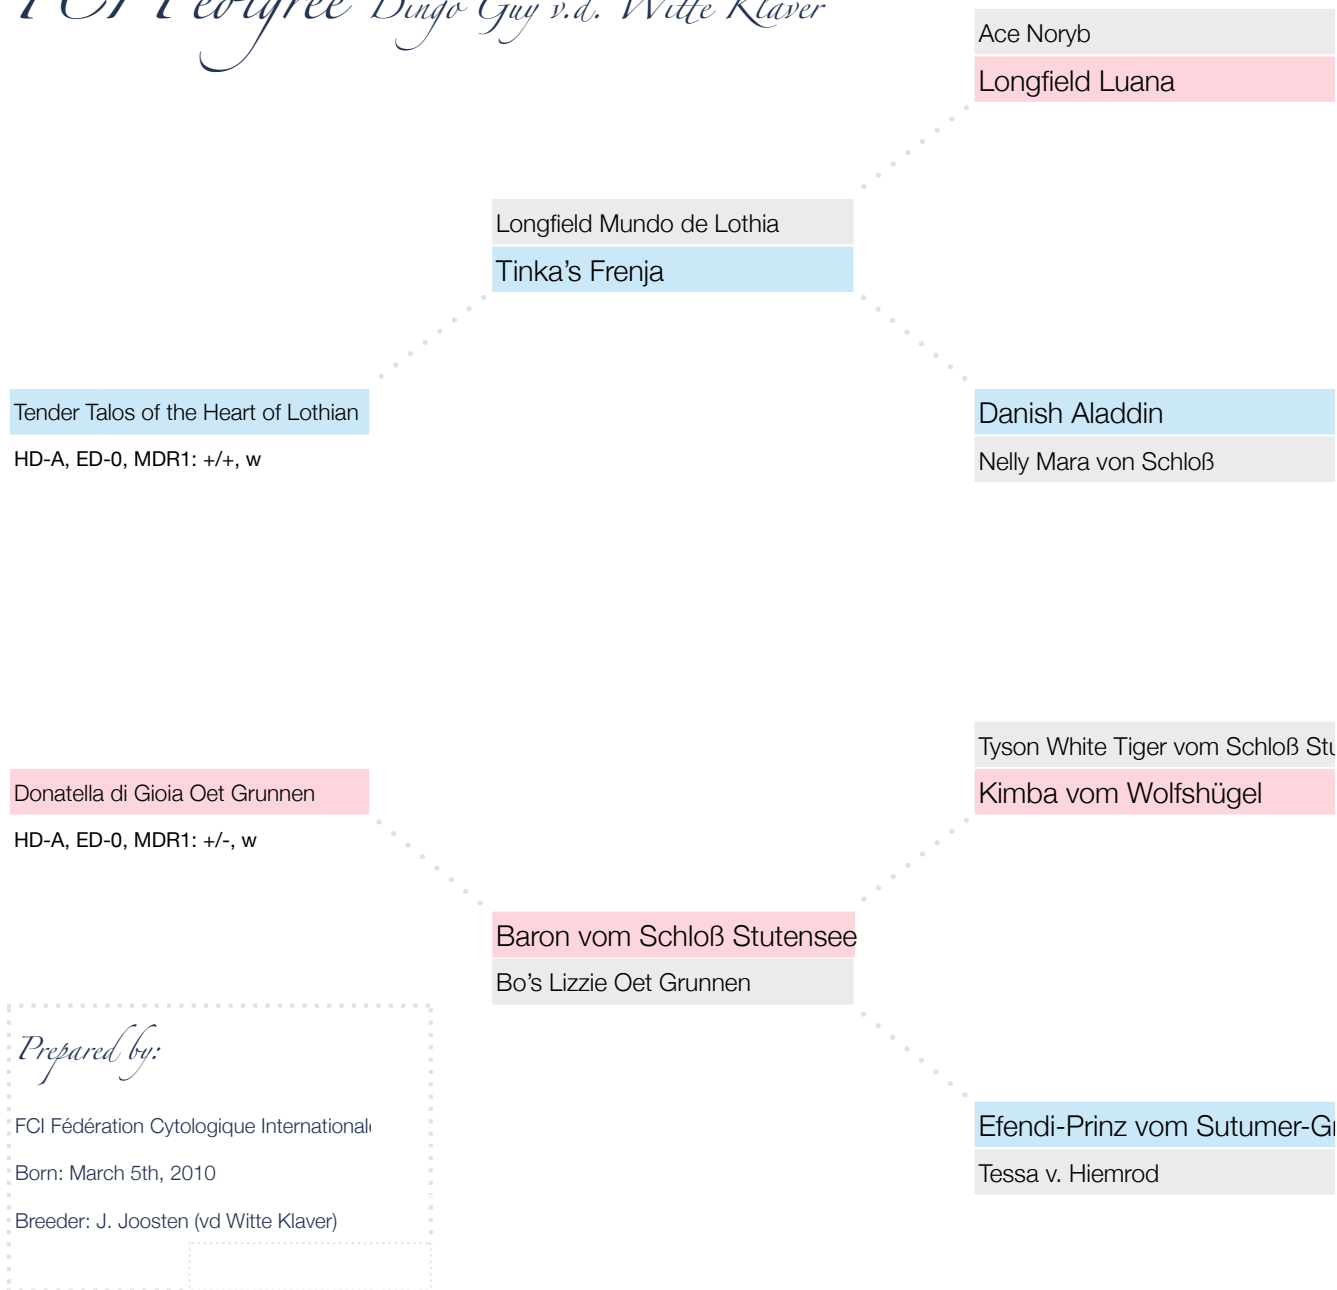 FCI Pedigree Dingo Guy v.d. Witte Klaver
Ace Noryb
Longfield Luana
Longfield Mundo de Lothia
Tinka's Frenja
Tender Talos of the Heart of Lothian
HD-A, ED-0, MDR1: +/+, w
Danish Aladdin
Nelly Mara von Schloß
Tyson White Tiger vom Schloß
Kimba vom Wolfshügel
Donatella di Gioia Oet Grunnen
HD-A, ED-0, MDR1: +/-, w
Baron vom Schloß Stutensee
Bo's Lizzie Oet Grunnen
Prepared by:
FCI Fédération Cytologique
Born: March 5th, 2010
Breeder: J. Joosten (vd Witte Klaver)
Efendi-Prinz vom
Tessa v. Hiemrod